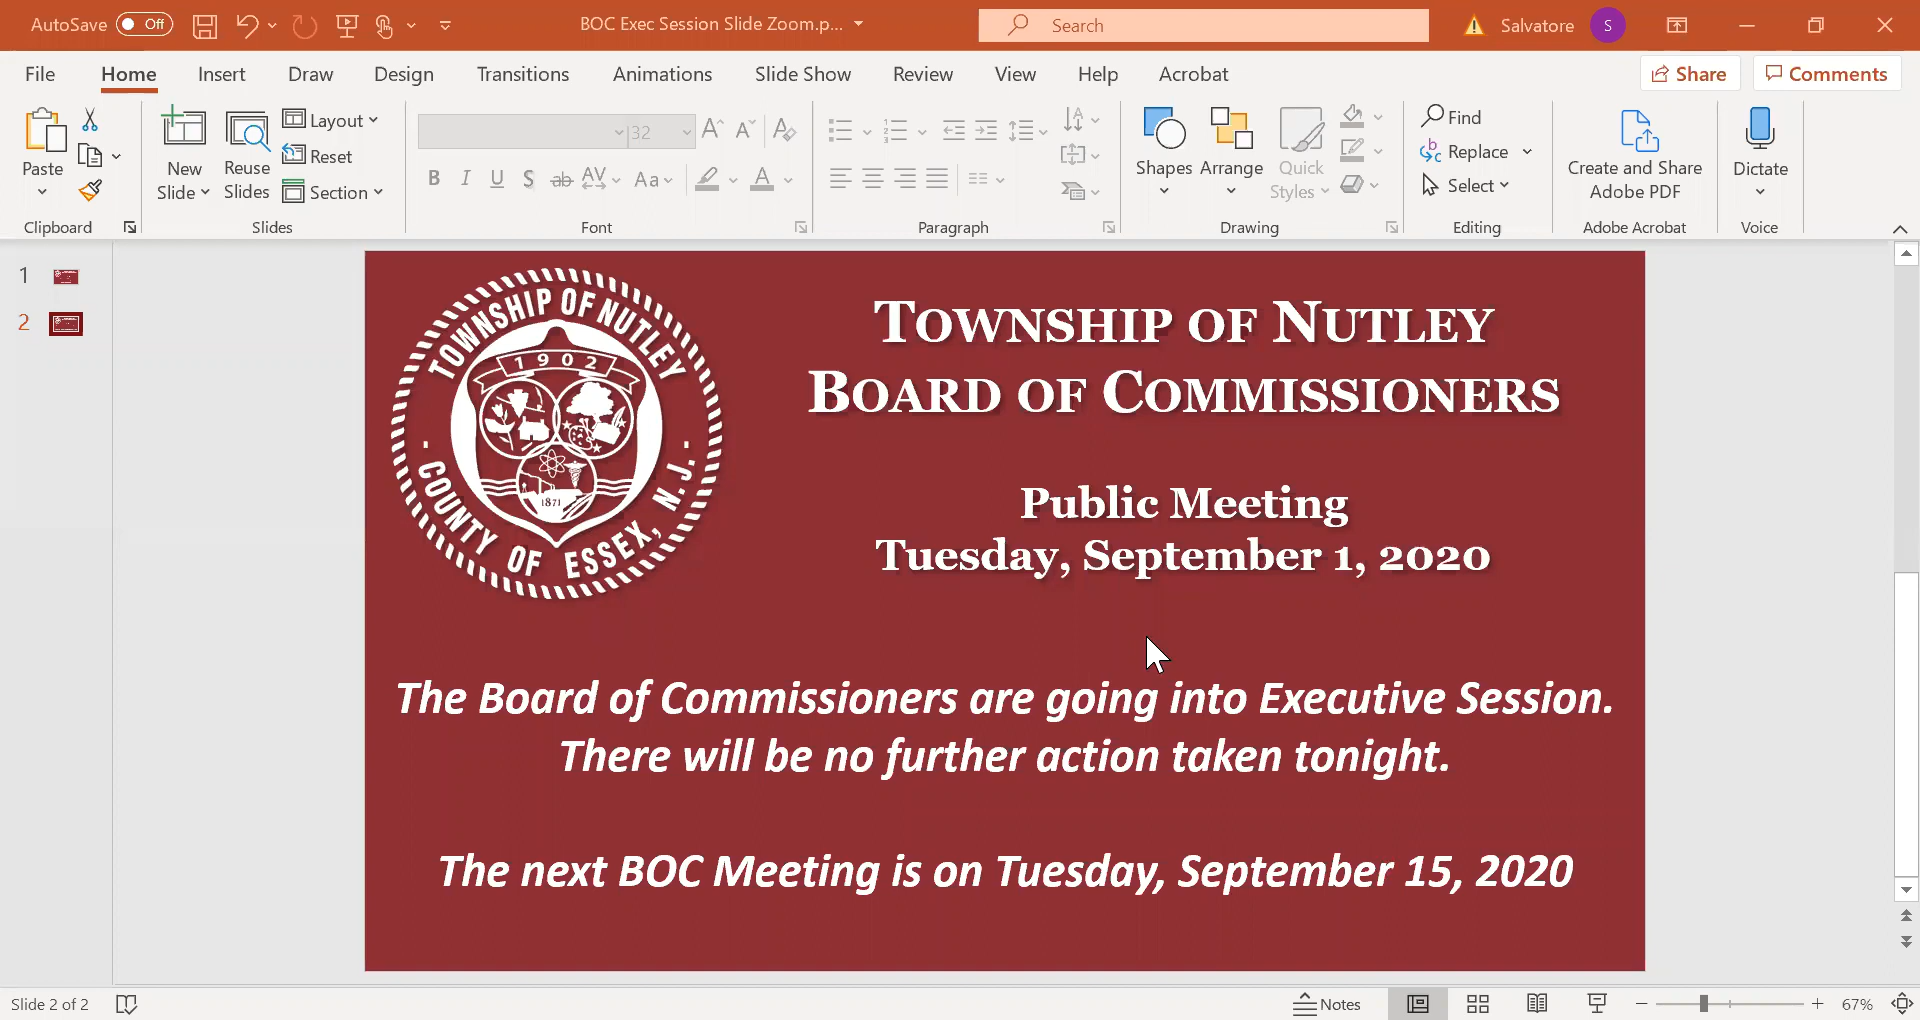 AutoSave Off
BOC Exec Session Slide Zoom.p...
Search
Salvatore
S
File Home Insert Draw Design Transitions Animations Slide Show Review View Help Acrobat
Share
Comments
Paste
Clipboard
New
Slide
Reuse
Slides
Layout
Reset
Section
Slides
32
B I U S ab AV Aa A
Font
Paragraph
Shapes
Arrange
Quick
Styles
Drawing
Find
Replace
Select
Editing
Create and Share
Adobe PDF
Adobe Acrobat
Dictate
Voice
1
2
TOWNSHIP OF NUTLEY
1902
1871
- COUNTY OF ESSEX, N.J. -
Township of Nutley
Board of Commissioners
Public Meeting
Tuesday, September 1, 2020
The Board of Commissioners are going into Executive Session.
There will be no further action taken tonight.
The next BOC Meeting is on Tuesday, September 15, 2020
Slide 2 of 2
Notes
67%